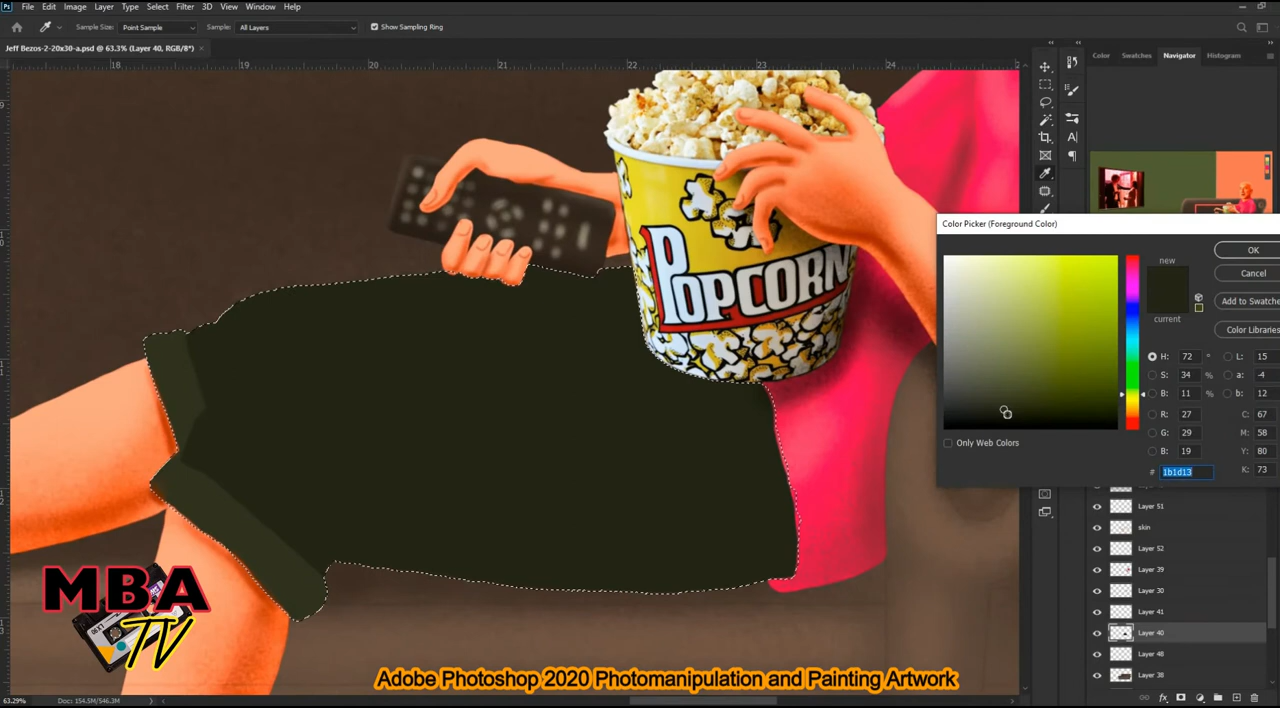 Ps File Edit Image Layer Type Select Filter 3D View Window Help
Sample Size: Point Sample Sample: All Layers Show Sampling Ring
Jeff Bezos-2-20x30-a.psd @ 63.3% (Layer 40, RGB/8*) ×
18 19 20 21 22 23 24
Color Swatches Navigator Histogram
POPCORN
Color Picker (Foreground Color)
new
current
OK
Cancel
Add to Swatche
Color Libraries
H: 72 ° L: 15
S: 34 % a: -4
B: 11 % b: 12
R: 27 C: 67
G: 29 M: 58
B: 19 Y: 80
# 1b1d13 K: 73
Only Web Colors
Layer 51
skin
Layer 52
Layer 39
Layer 30
Layer 41
Layer 40
Layer 48
Layer 38
MBA
TV
Adobe Photoshop 2020 Photomanipulation and Painting Artwork
63.29% Doc: 154.5M/546.3M